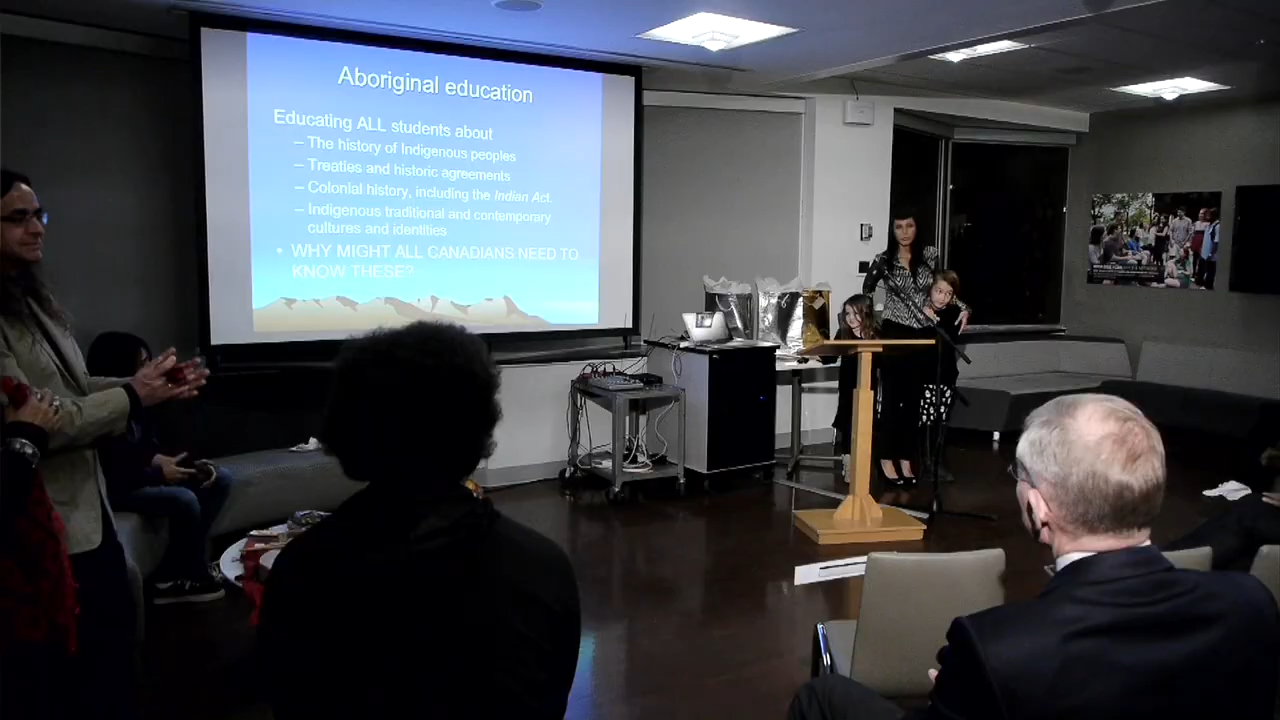 Aboriginal education
Educating ALL students about
– The history of Indigenous peoples
– Treaties and historic agreements
– Colonial history, including the Indian Act.
– Indigenous traditional and contemporary
cultures and identities
• WHY MIGHT ALL CANADIANS NEED TO
KNOW THESE?